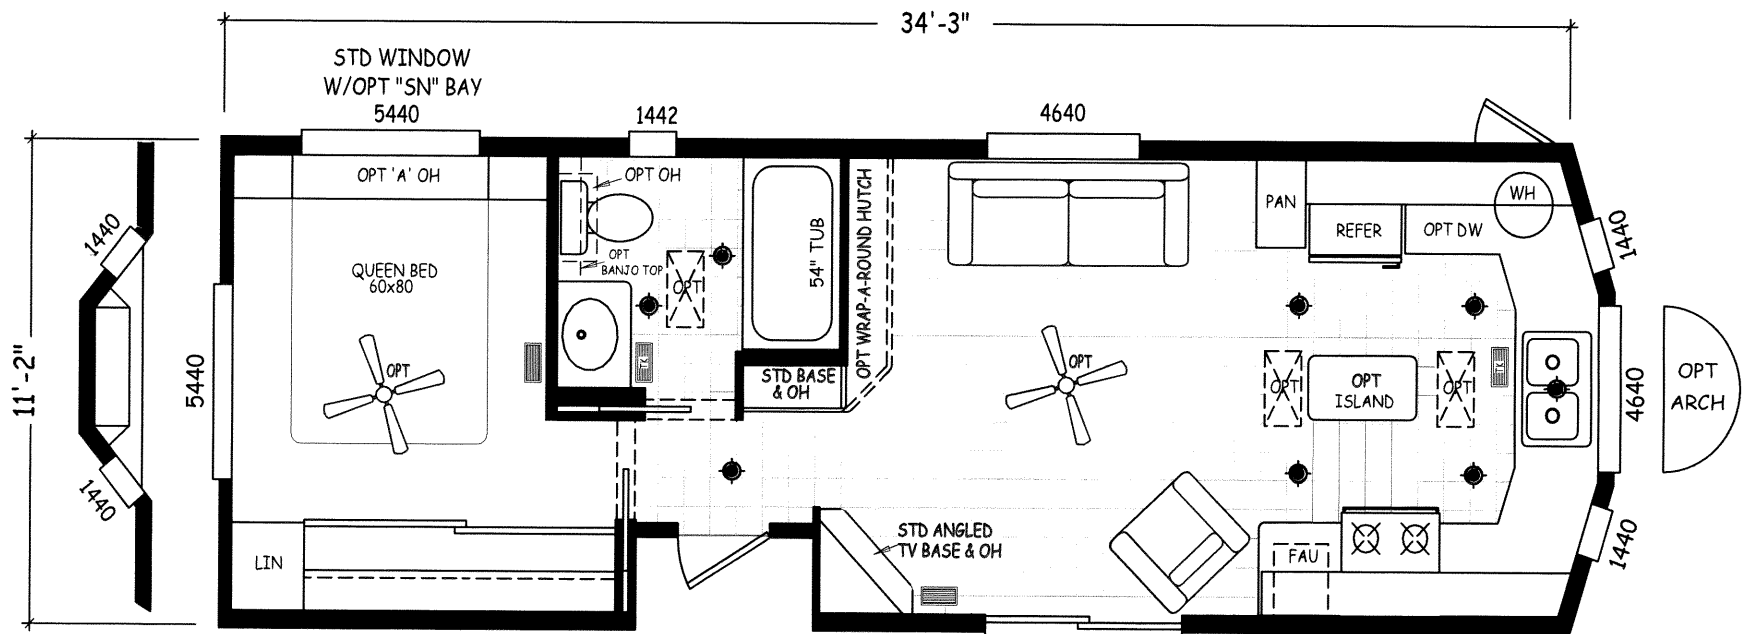 34'-3"
STD WINDOW
W/OPT "SN" BAY
5440
1442
4640
OPT 'A' OH
OPT OH
OPT WRAP-A-ROUND HUTCH
PAN
WH
REFER
OPT DW
1440
1440
54" TUB
OPT
BANJO TOP
OPT
QUEEN BED
60x80
11'-2"
5440
OPT
STD BASE
& OH
OPT
OPT
OPT
ISLAND
OPT
4640
OPT
ARCH
1440
LIN
STD ANGLED
TV BASE & OH
FAU
1440